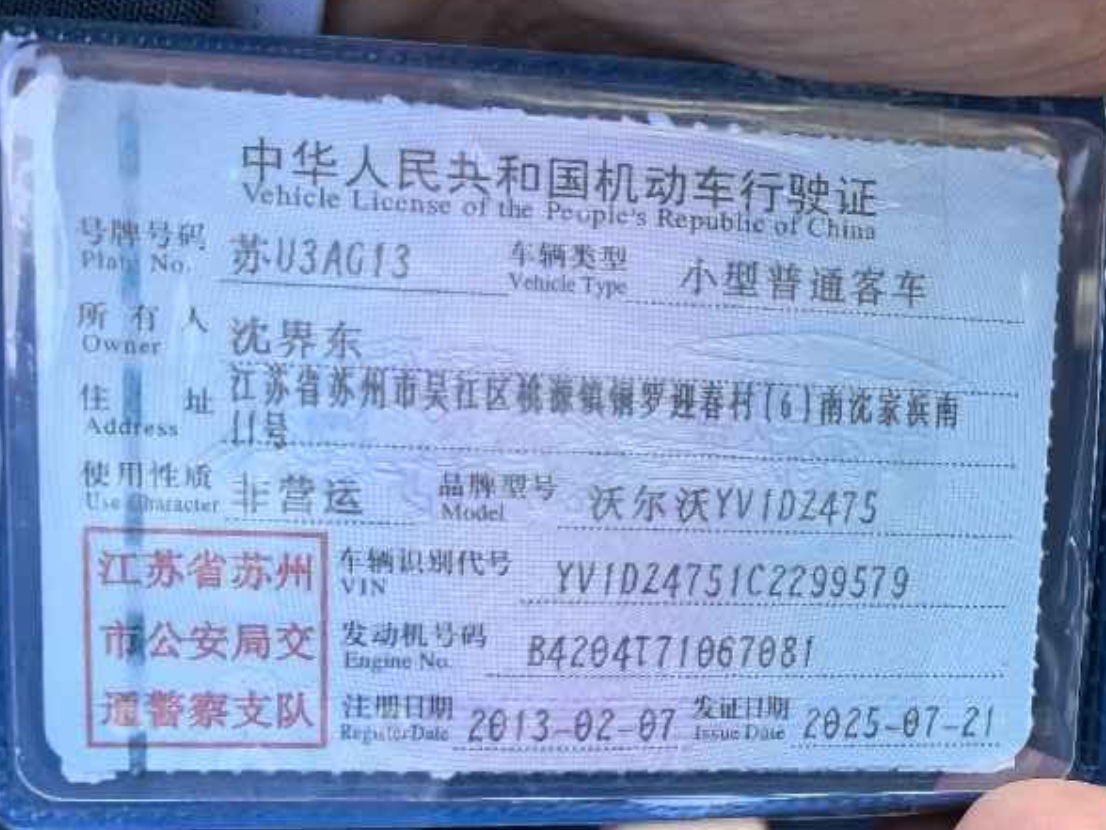 中华人民共和国机动车行驶证
Vehicle License of the People's Republic of China
号牌号码 苏U3AG13 车辆类型 小型普通客车
Plate No. Vehicle Type
所有人 沈界东
Owner
住址 江苏省苏州市吴江区桃源镇铜罗迎春村(6)南沈家浜南
Address 11号
使用性质 非营运 品牌型号 沃尔沃YV1DZ475
Use Character Model
江苏省苏州
市公安局交
通警察支队
车辆识别代号 YV1DZ4751C2299579
VIN
发动机号码 B4204T71067081
Engine No.
注册日期 2013-02-07 发证日期 2025-07-21
Register Date Issue Date